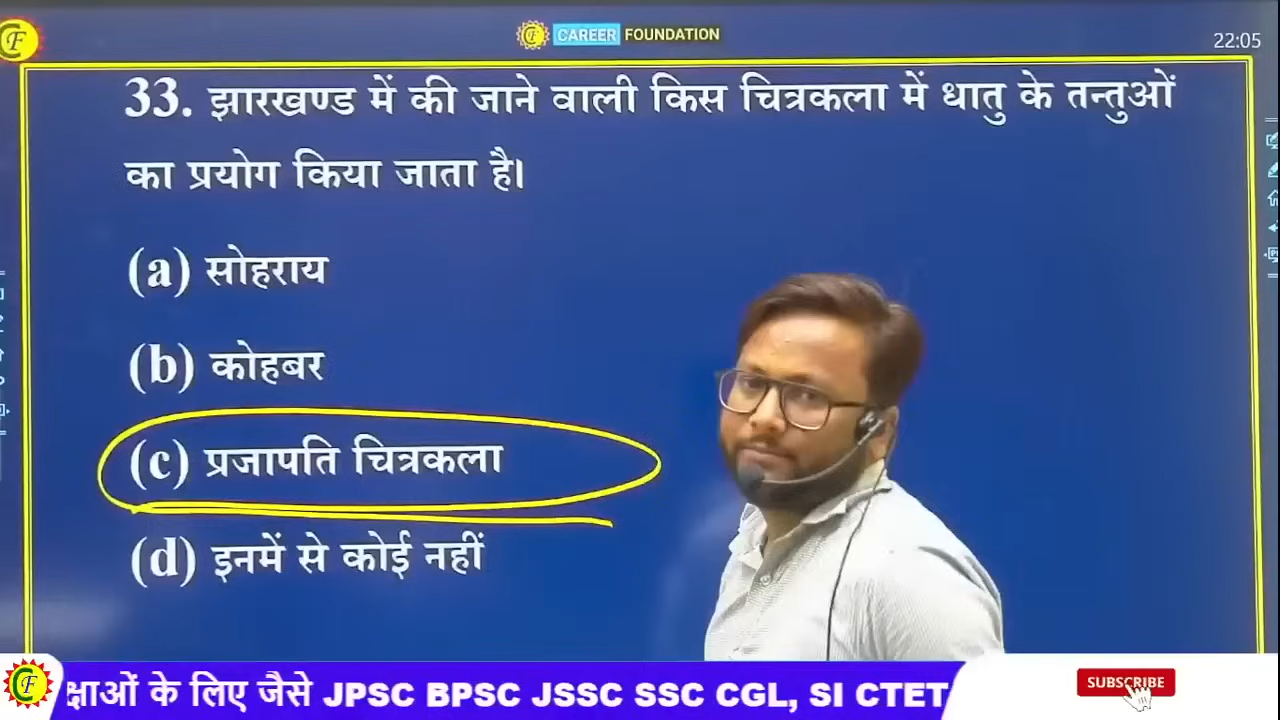 CAREER FOUNDATION
22:05
33. झारखण्ड में की जाने वाली किस चित्रकला में धातु के तन्तुओं
का प्रयोग किया जाता है।
(a) सोहराय
(b) कोहबर
(c) प्रजापति चित्रकला
(d) इनमें से कोई नहीं
क्षाओं के लिए जैसे JPSC BPSC JSSC SSC CGL, SI CTET
SUBSCRIBE